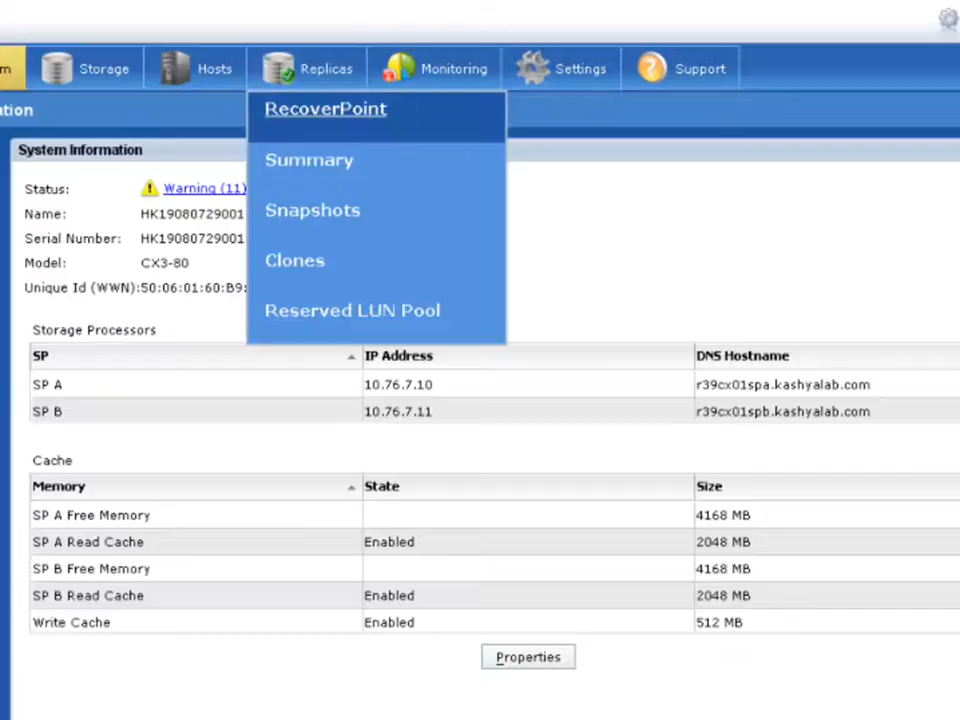 m Storage Hosts Replicas Monitoring Settings Support
ation
RecoverPoint
Summary
Snapshots
Clones
Reserved LUN Pool
System Information
Status: Warning (11)
Name: HK19080729001
Serial Number: HK19080729001
Model: CX3-80
Unique Id (WWN):50:06:01:60:B9:
Storage Processors
SP IP Address DNS Hostname
SP A 10.76.7.10 r39cx01spa.kashyalab.com
SP B 10.76.7.11 r39cx01spb.kashyalab.com
Cache
Memory State Size
SP A Free Memory 4168 MB
SP A Read Cache Enabled 2048 MB
SP B Free Memory 4168 MB
SP B Read Cache Enabled 2048 MB
Write Cache Enabled 512 MB
Properties